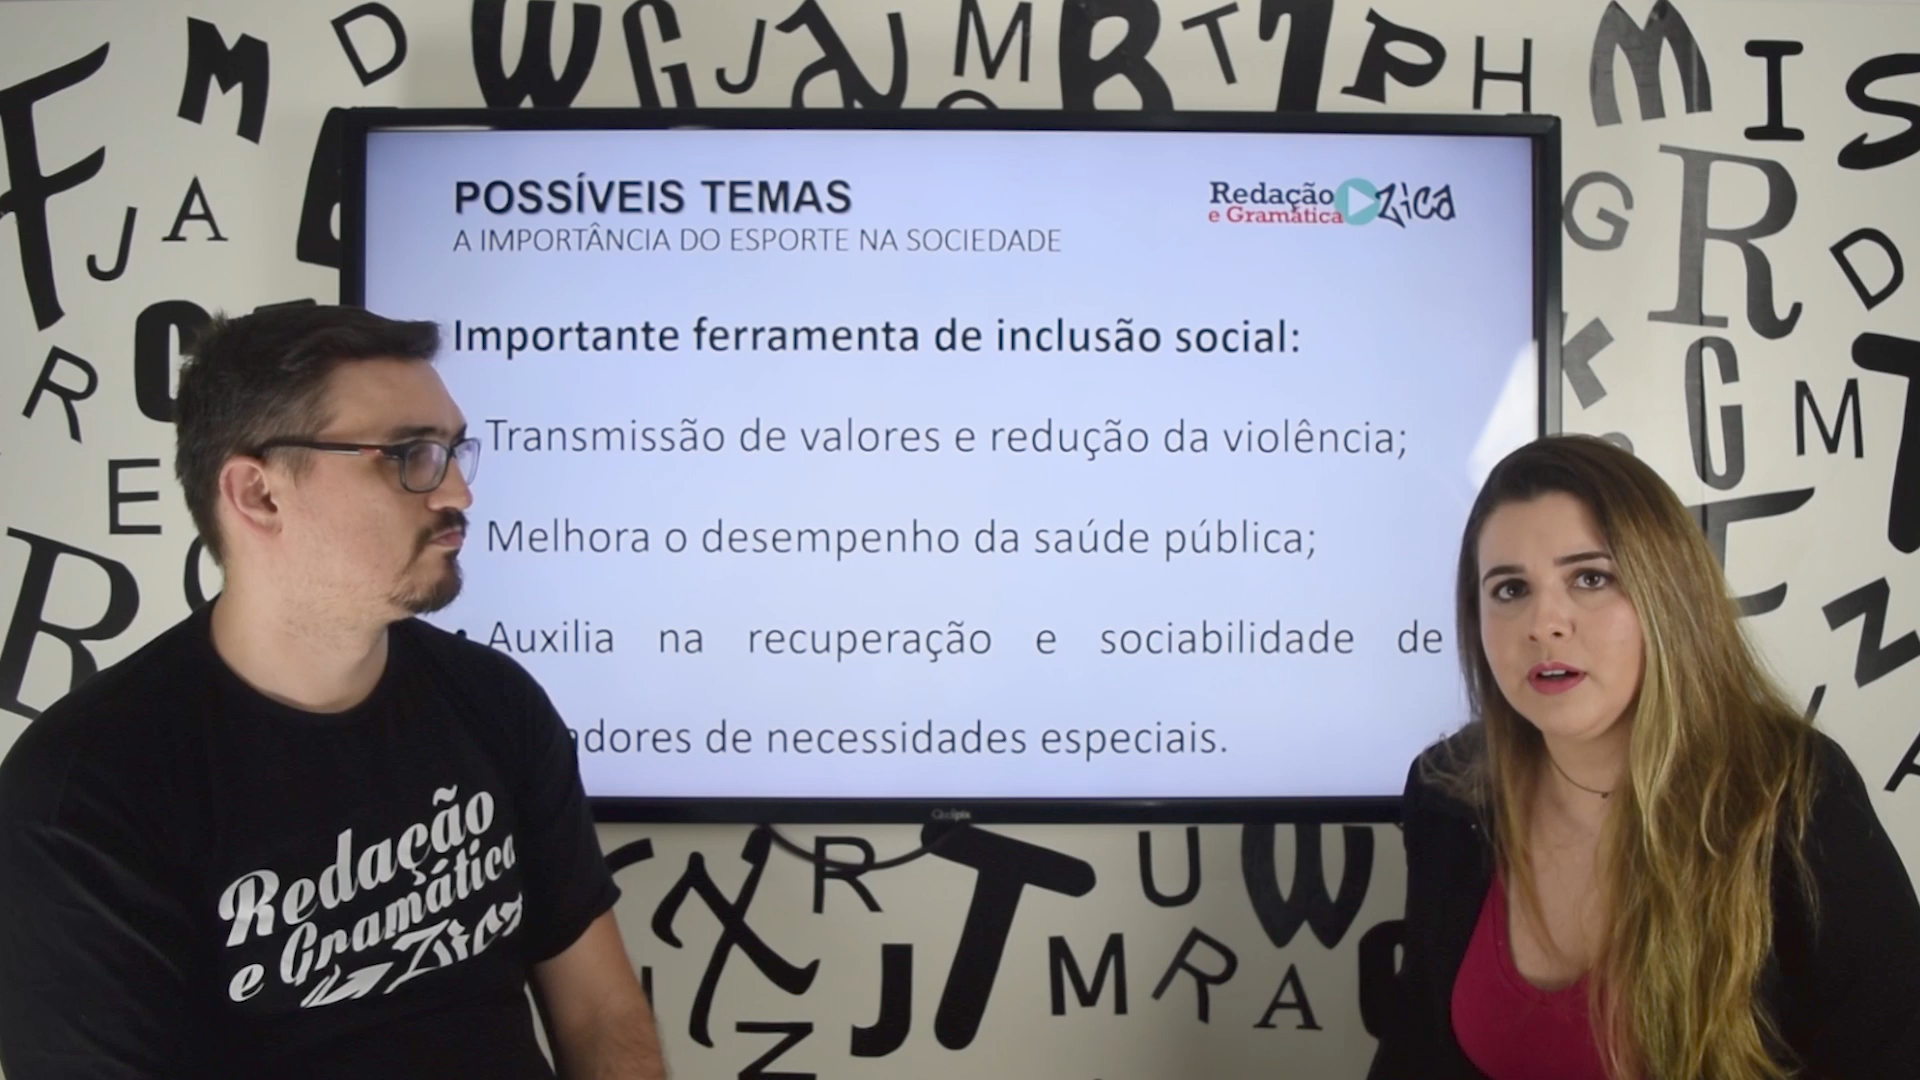 POSSÍVEIS TEMAS
A IMPORTÂNCIA DO ESPORTE NA SOCIEDADE
Redação
e Gramática
Zica
Importante ferramenta de inclusão social:
Transmissão de valores e redução da violência;
Melhora o desempenho da saúde pública;
• Auxilia na recuperação e sociabilidade de
de necessidades especiais.
Redação
e Gramática
Zica